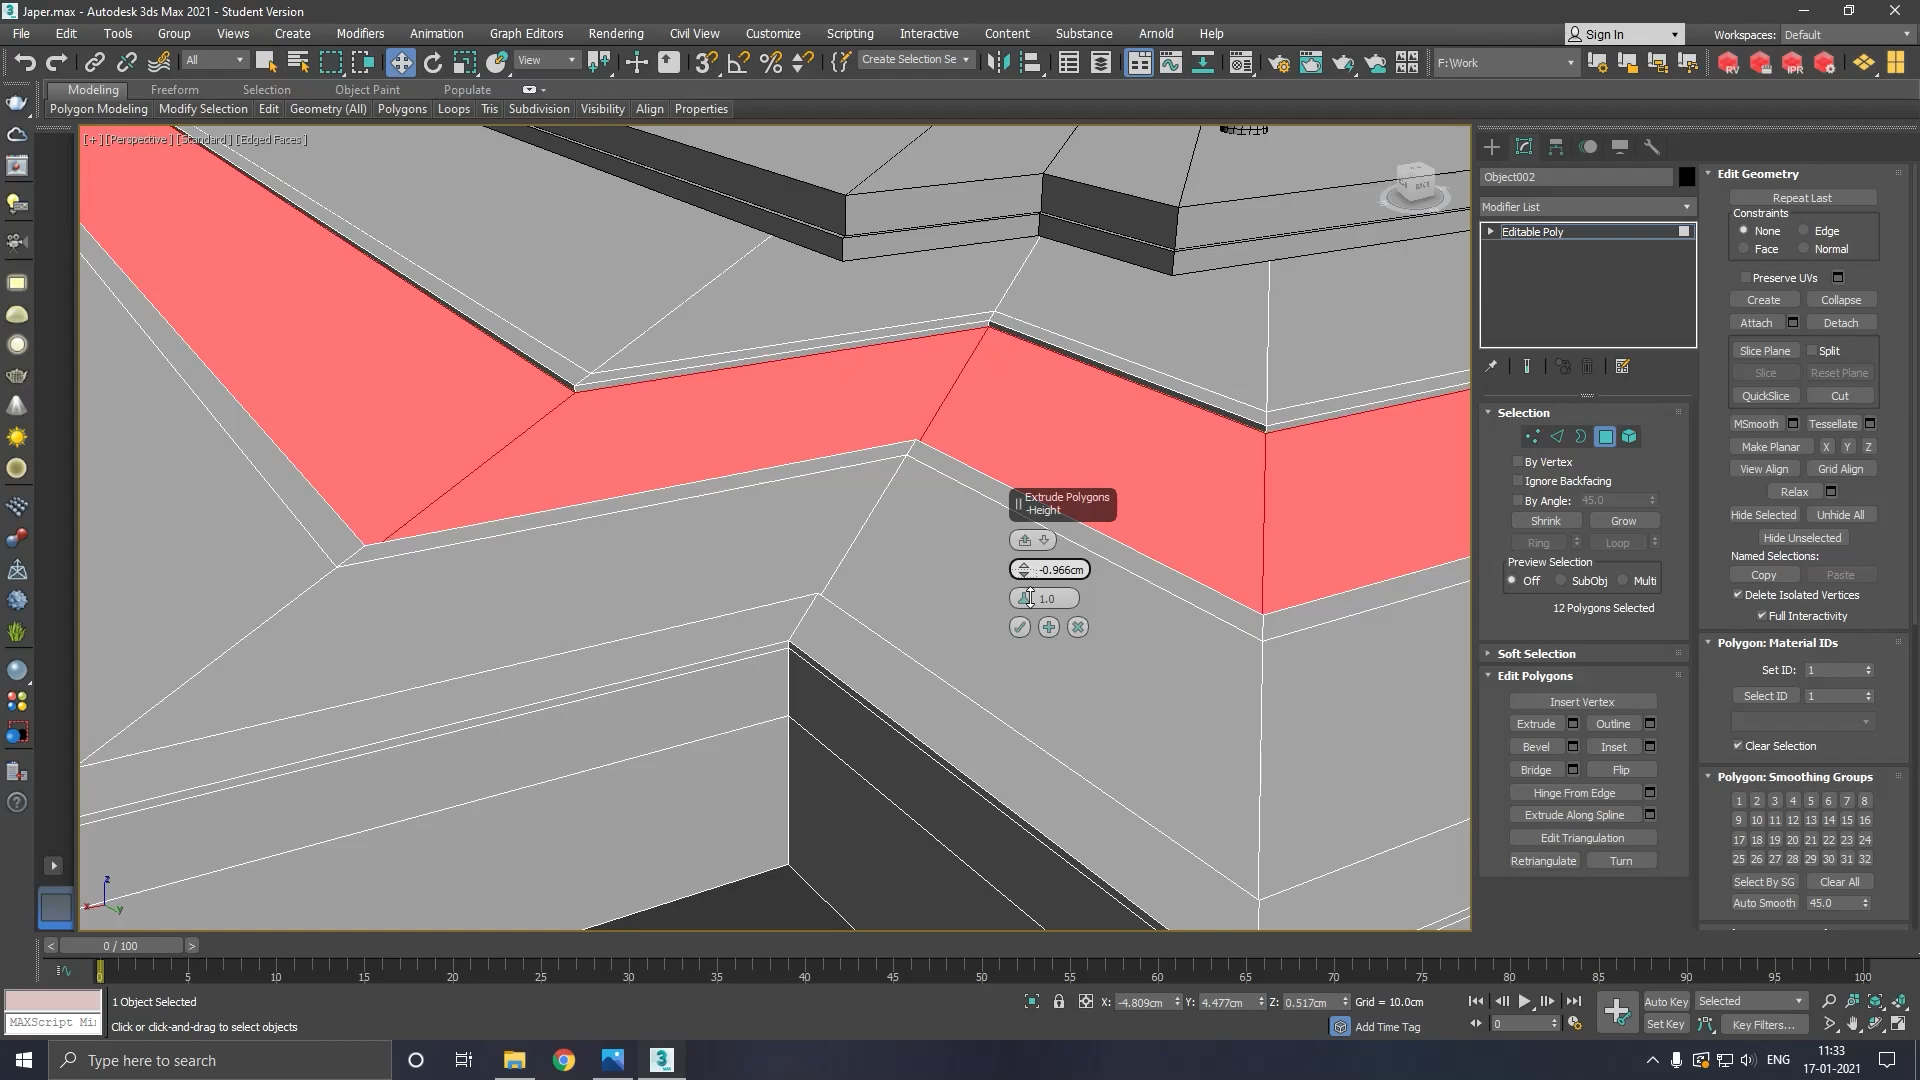 Japer.max - Autodesk 3ds Max 2021 - Student Version
File Edit Tools Group Views Create Modifiers Animation Graph Editors Rendering Civil View Customize Scripting Interactive Content Substance Arnold Help
Sign In Workspaces: Default
All View Create Selection Se F:\Work
RV IPR
Modeling Freeform Selection Object Paint Populate
Polygon Modeling Modify Selection Edit Geometry (All) Polygons Loops Tris Subdivision Visibility Align Properties
[+] [Perspective] [Standard] [Edged Faces]
BACK
Extrude Polygons
-Height
-0.966cm
1.0
z
x
y
Object002
Modifier List
Editable Poly
Selection
By Vertex
Ignore Backfacing
By Angle: 45.0
Shrink Grow
Ring Loop
Preview Selection
Off SubObj Multi
12 Polygons Selected
Soft Selection
Edit Polygons
Insert Vertex
Extrude Outline
Bevel Inset
Bridge Flip
Hinge From Edge
Extrude Along Spline
Edit Triangulation
Retriangulate Turn
Edit Geometry
Repeat Last
Constraints
None Edge
Face Normal
Preserve UVs
Create Collapse
Attach Detach
Slice Plane Split
Slice Reset Plane
QuickSlice Cut
MSmooth Tessellate
Make Planar X Y Z
View Align Grid Align
Relax
Hide Selected Unhide All
Hide Unselected
Named Selections:
Copy Paste
Delete Isolated Vertices
Full Interactivity
Polygon: Material IDs
Set ID: 1
Select ID 1
Clear Selection
Polygon: Smoothing Groups
1 2 3 4 5 6 7 8
9 10 11 12 13 14 15 16
17 18 19 20 21 22 23 24
25 26 27 28 29 30 31 32
Select By SG Clear All
Auto Smooth 45.0
< 0 / 100 >
0 5 10 15 20 25 30 35 40 45 50 55 60 65 70 75 80 85 90 95 100
1 Object Selected
X: -4.809cm Y: 4.477cm Z: 0.517cm Grid = 10.0cm
Auto Key Selected
MAXScript Mi
Click or click-and-drag to select objects
Add Time Tag
0
Set Key Key Filters...
Type here to search
3
MAX
ENG
11:33
17-01-2021